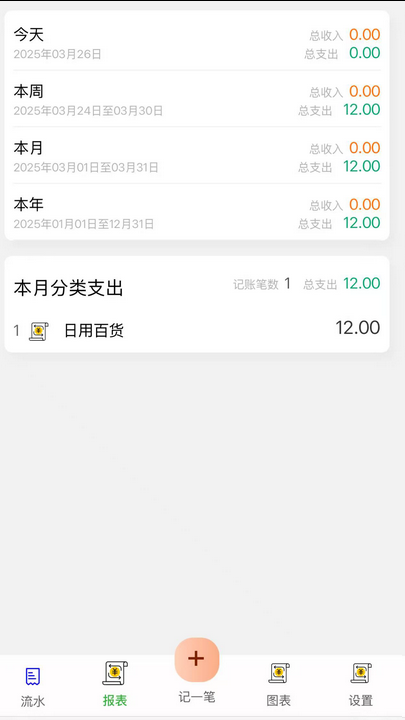 今天 总收入 0.00
2025年03月26日 总支出 0.00
本周 总收入 0.00
2025年03月24日至03月30日 总支出 12.00
本月 总收入 0.00
2025年03月01日至03月31日 总支出 12.00
本年 总收入 0.00
2025年01月01日至12月31日 总支出 12.00
本月分类支出 记账笔数 1 总支出 12.00
1 日用百货 12.00
流水 报表 记一笔 图表 设置